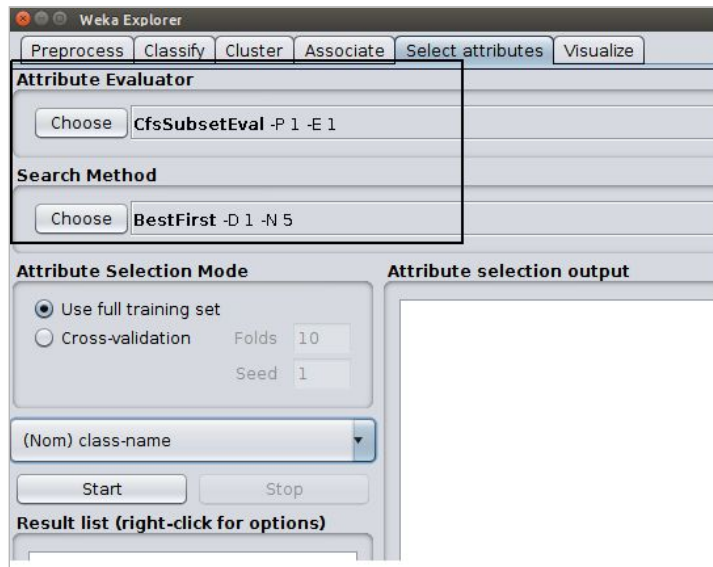 Weka Explorer
Preprocess Classify Cluster Associate Select attributes Visualize
Attribute Evaluator
Choose CfsSubsetEval -P 1 -E 1
Search Method
Choose BestFirst -D 1 -N 5
Attribute Selection Mode
Use full training set
Cross-validation Folds 10
Seed 1
(Nom) class-name
Start Stop
Result list (right-click for options)
Attribute selection output